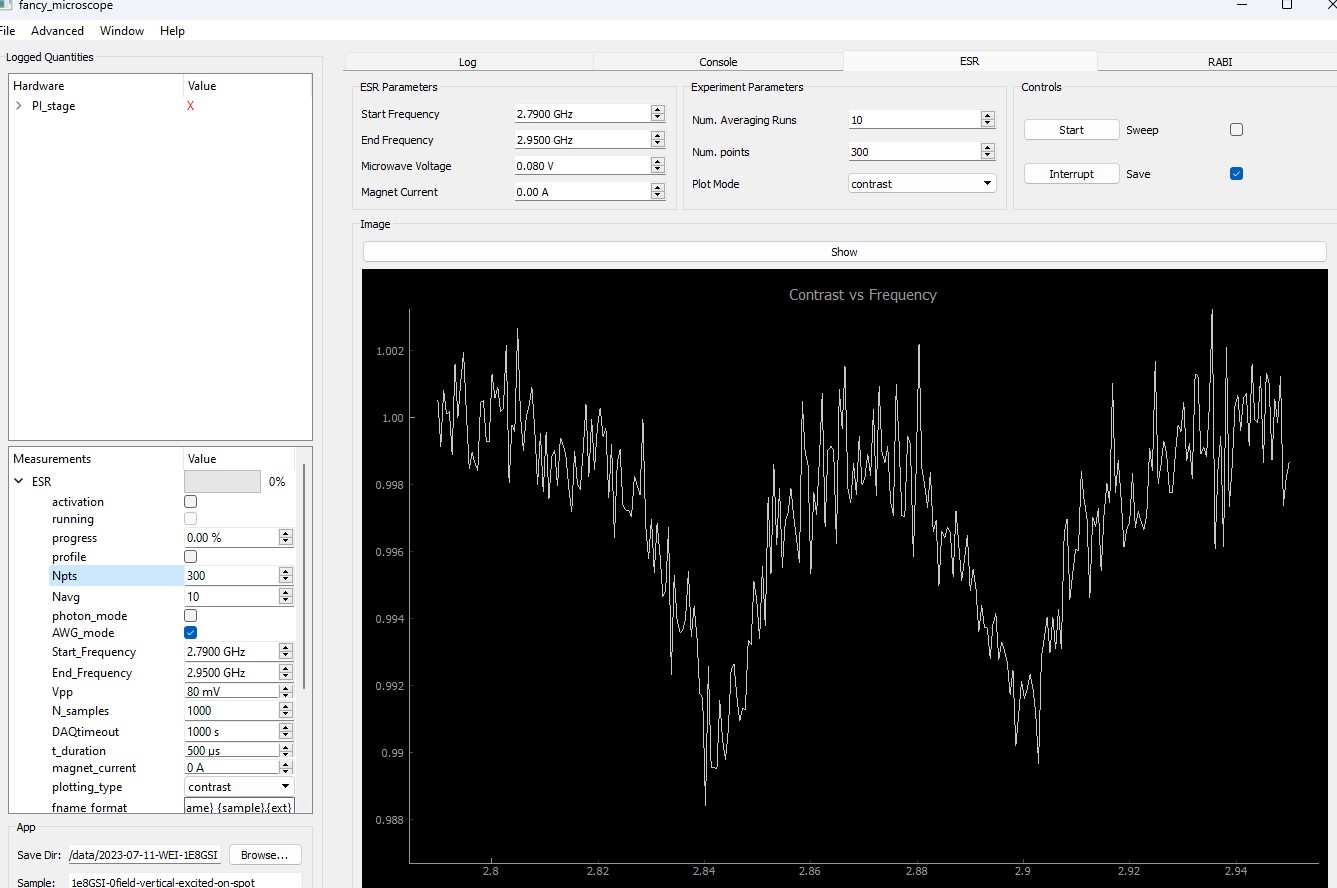 fancy_microscope
File Advanced Window Help
Logged Quantities
Hardware Value
PI_stage X
Measurements Value
ESR 0%
activation
running
progress 0.00 %
profile
Npts 300
Navg 10
photon_mode
AWG_mode
Start_Frequency 2.7900 GHz
End_Frequency 2.9500 GHz
Vpp 80 mV
N_samples 1000
DAQtimeout 1000 s
t_duration 500 µs
magnet_current 0 A
plotting_type contrast
fname_format ame}_{sample}.{ext}
App
Save Dir: /data/2023-07-11-WEI-1E8GSI Browse...
Sample: 1e8GSI-0field-vertical-excited-on-spot
Log Console ESR RABI
ESR Parameters
Start Frequency 2.7900 GHz
End Frequency 2.9500 GHz
Microwave Voltage 0.080 V
Magnet Current 0.00 A
Experiment Parameters
Num. Averaging Runs 10
Num. points 300
Plot Mode contrast
Controls
Start Sweep
Interrupt Save
Image
Show
Contrast vs Frequency
1.002
1.00
0.998
0.996
0.994
0.992
0.99
0.988
2.8 2.82 2.84 2.86 2.88 2.9 2.92 2.94